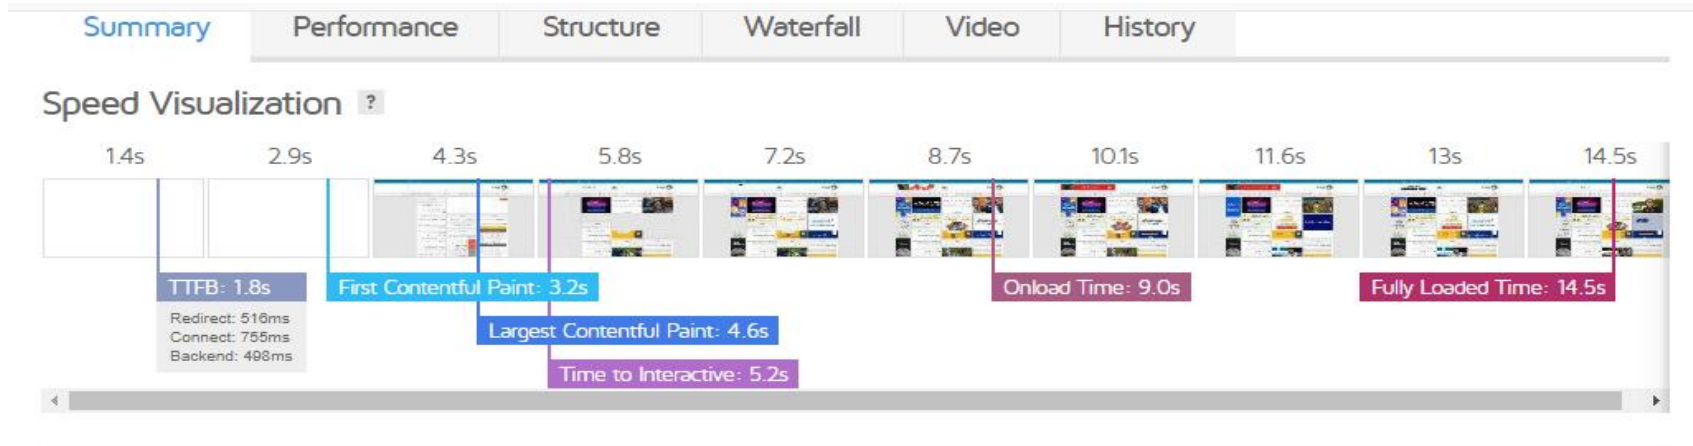 Summary Performance Structure Waterfall Video History
Speed Visualization ?
1.4s 2.9s 4.3s 5.8s 7.2s 8.7s 10.1s 11.6s 13s 14.5s
TTFB: 1.8s First Contentful Paint: 3.2s Onload Time: 9.0s Fully Loaded Time: 14.5s
Redirect: 516ms
Connect: 755ms
Backend: 498ms
Largest Contentful Paint: 4.6s
Time to Interactive: 5.2s